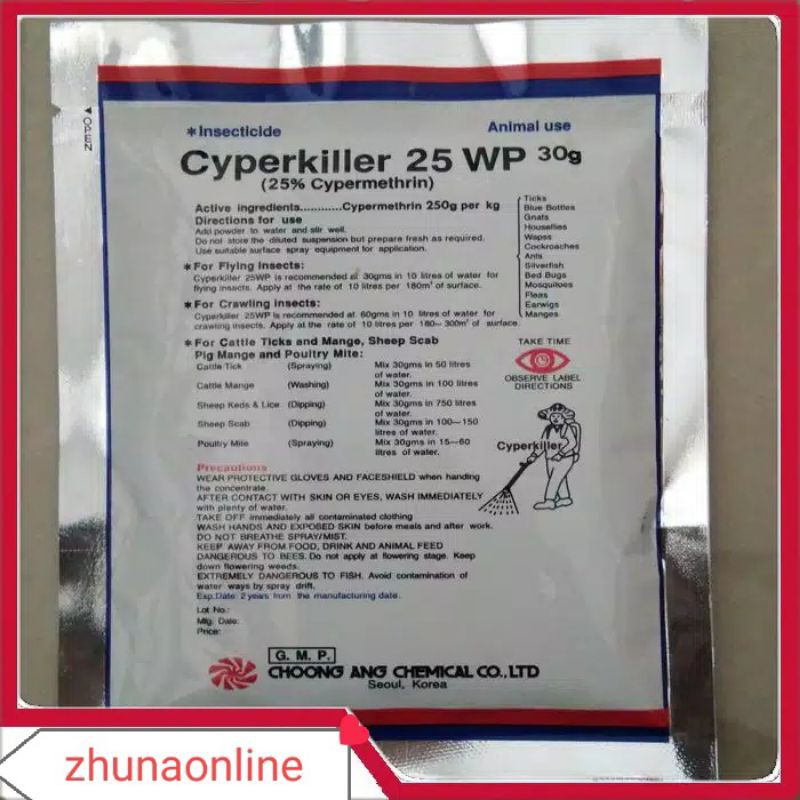 OPEN
*Insecticide
Animal use
Cyperkiller 25 WP 30g
(25% Cypermethrin)
Active ingredients............Cypermethrin 250g per kg
Directions for use
Add powder to water and stir well.
Do not store the diluted suspension but prepare fresh as required.
Use suitable surface spray equipment for application.
*For Flying Insects:
Cyperkiller 25WP is recommended at 30gms in 10 litres of water for
flying insects. Apply at the rate of 10 litres per 180m² of surface.
*For Crawling insects:
Cyperkiller 25WP is recommended at 60gms in 10 litres of water for
crawling insects. Apply at the rate of 10 litres per 180—300m² of surface.
Ticks
Blue Bottles
Gnats
Houseflies
Wapss
Cockroaches
Ants
Silverfish
Bed Bugs
Mosquitoes
Fleas
Earwigs
Manges
*For Cattle Ticks and Mange, Sheep Scab
Pig Mange and Poultry Mite:
Cattle Tick (Spraying) Mix 30gms in 50 litres
of water.
Cattle Mange (Washing) Mix 30gms in 100 litres
of water.
Sheep Keds & Lice (Dipping) Mix 30gms in 750 litres
of water.
Sheep Scab (Dipping) Mix 30gms in 100—150
litres of water.
Poultry Mite (Spraying) Mix 30gms in 15—60
litres of water.
TAKE TIME
OBSERVE LABEL
DIRECTIONS
Cyperkiller
Precautions
WEAR PROTECTIVE GLOVES AND FACESHIELD when handing
the concentrate.
AFTER CONTACT WITH SKIN OR EYES, WASH IMMEDIATELY
with plenty of water.
TAKE OFF immediately all contaminated clothing
WASH HANDS AND EXPOSED SKIN before meals and after work.
DO NOT BREATHE SPRAY/MIST.
KEEP AWAY FROM FOOD, DRINK AND ANIMAL FEED
DANGEROUS TO BEES. Do not apply at flowering stage. Keep
down flowering weeds.
EXTREMELY DANGEROUS TO FISH. Avoid contamination of
water ways by spray drift.
Exp.Date: 2 years from the manufacturing date.
Lot No.:
Mfg. Date:
Price:
G. M. P.
CHOONG ANG CHEMICAL CO., LTD
Seoul, Korea
zhunaonline